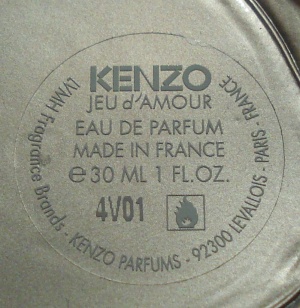 KENZO
JEU d'AMOUR
EAU DE PARFUM
MADE IN FRANCE
e 30 ML 1 FL.OZ.
4V01
LVMH Fragrance Brands - KENZO PARFUMS - 92300 LEVALLOIS - PARIS - FRANCE